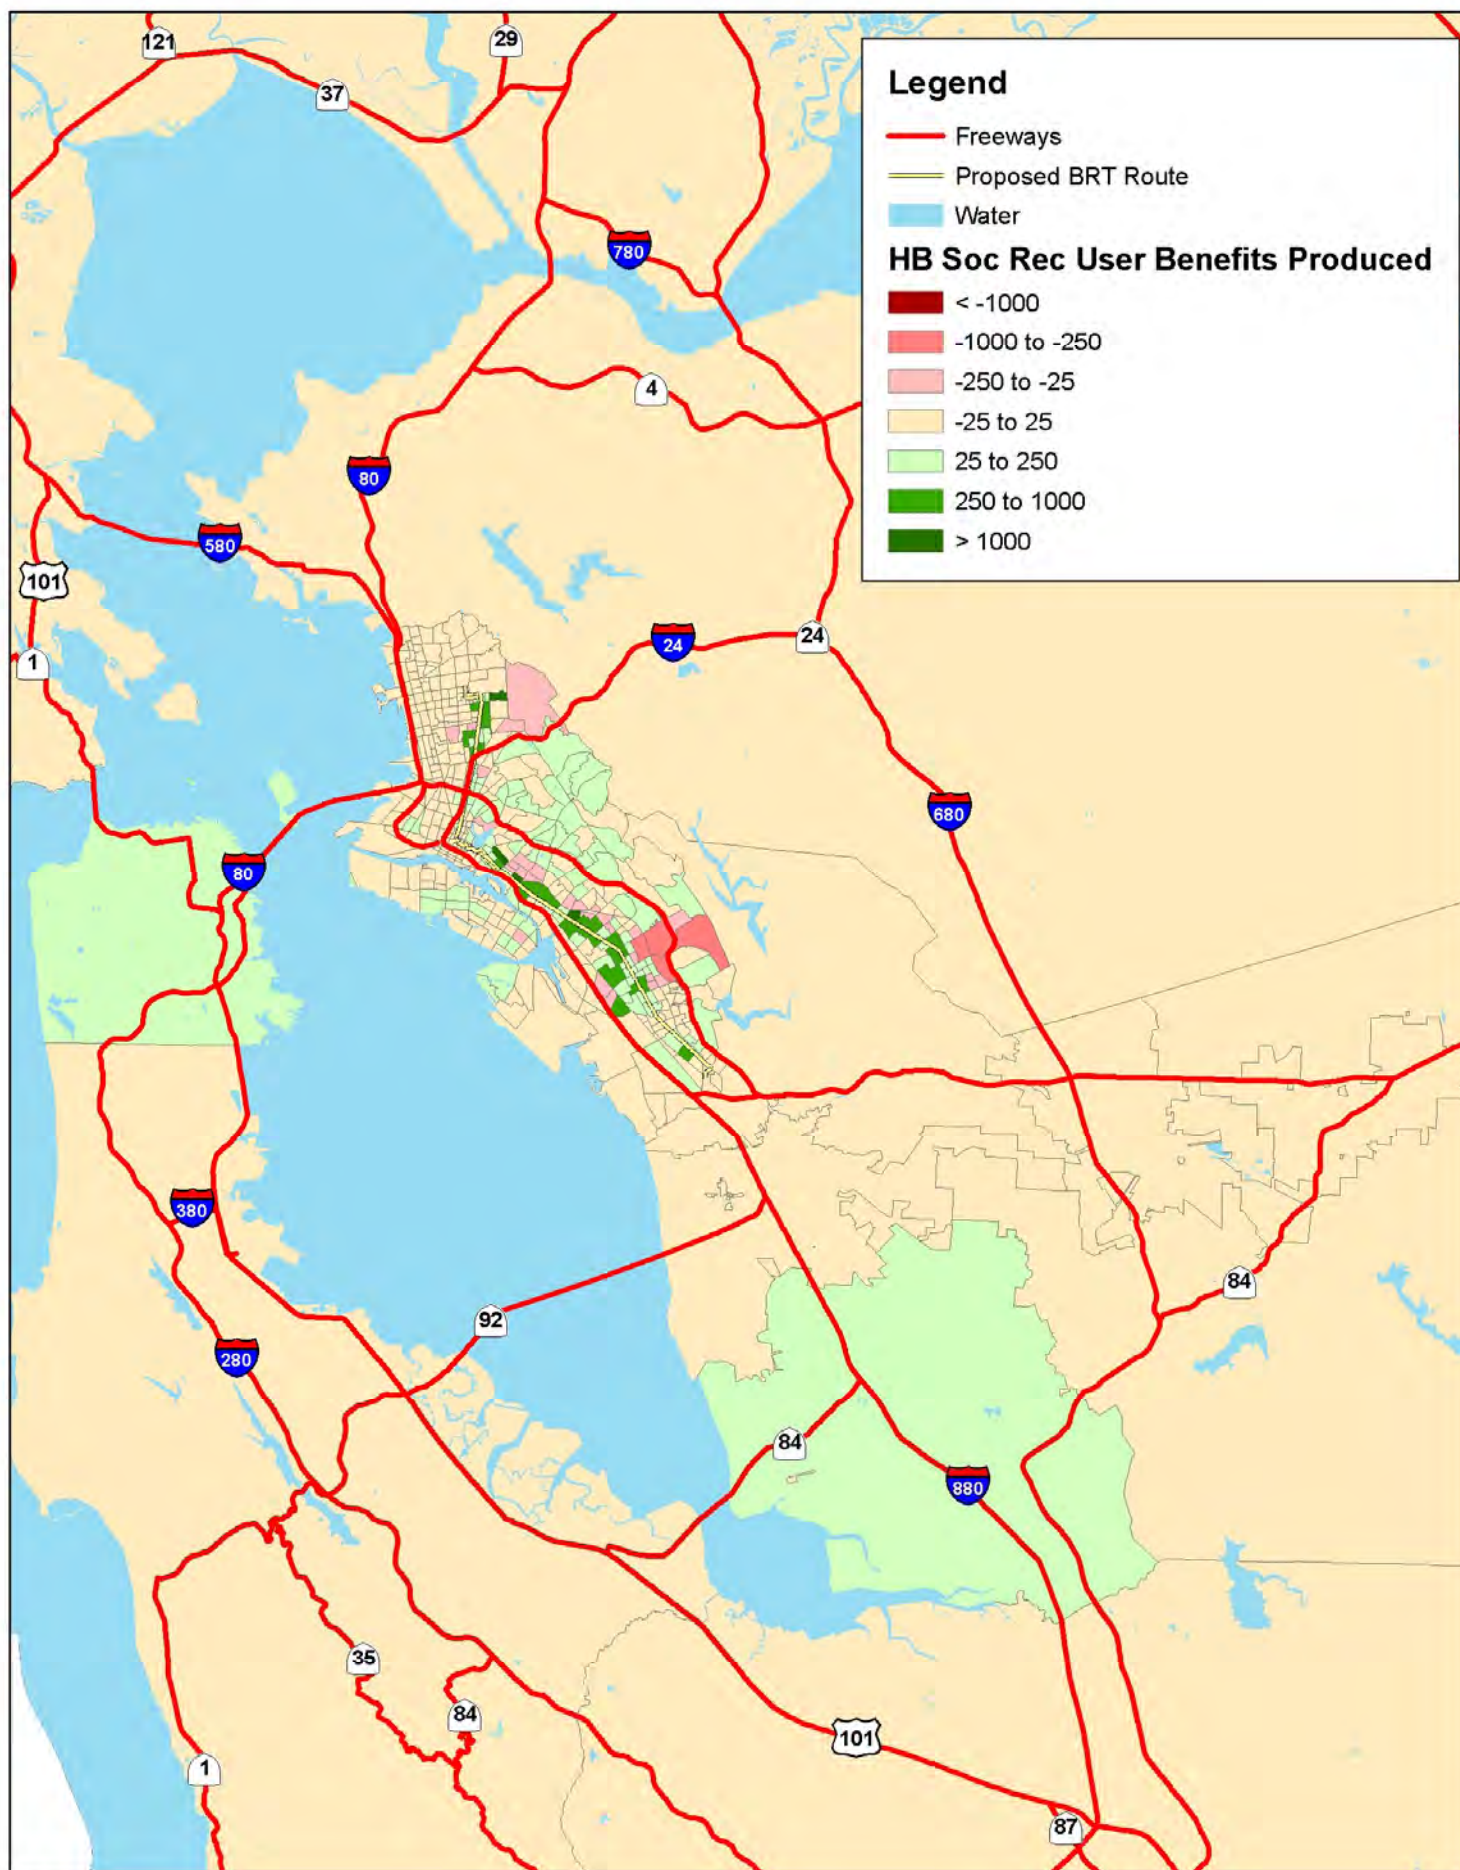 121
29
37
Legend
Freeways
Proposed BRT Route
Water
HB Soc Rec User Benefits Produced
< -1000
-1000 to -250
-250 to -25
-25 to 25
25 to 250
250 to 1000
> 1000
780
4
80
580
101
24
24
1
680
80
380
84
92
280
84
880
35
84
101
1
87